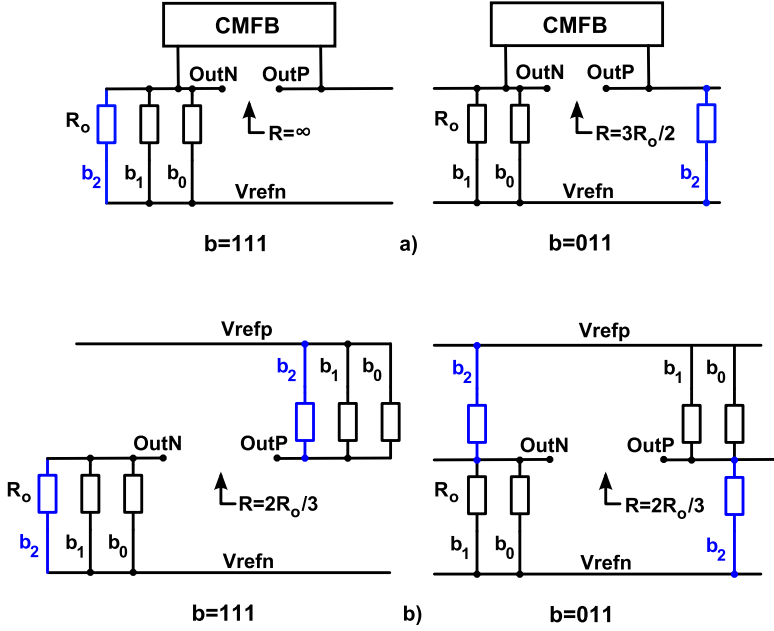 CMFB CMFB
OutN OutP OutN OutP
Ro R=∞ Ro R=3Ro/2
b2 b1 b0 b1 b0 b2
Vrefn Vrefn
b=111 a) b=011
Vrefp Vrefp
b2 b1 b0 b2 b1 b0
OutN OutP OutN OutP
Ro R=2Ro/3 Ro R=2Ro/3
b2 b1 b0 b1 b0 b2
Vrefn Vrefn
b=111 b) b=011